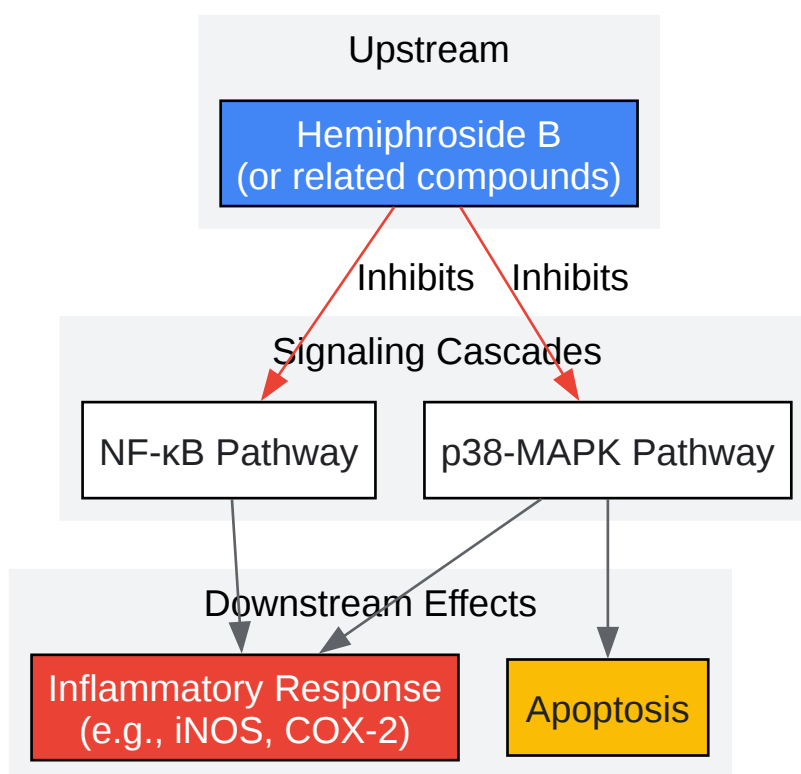 Upstream
Hemiphroside B
(or related compounds)
Inhibits
Inhibits
Signaling Cascades
NF-κB Pathway
p38-MAPK Pathway
Downstream Effects
Inflammatory Response
(e.g., iNOS, COX-2)
Apoptosis